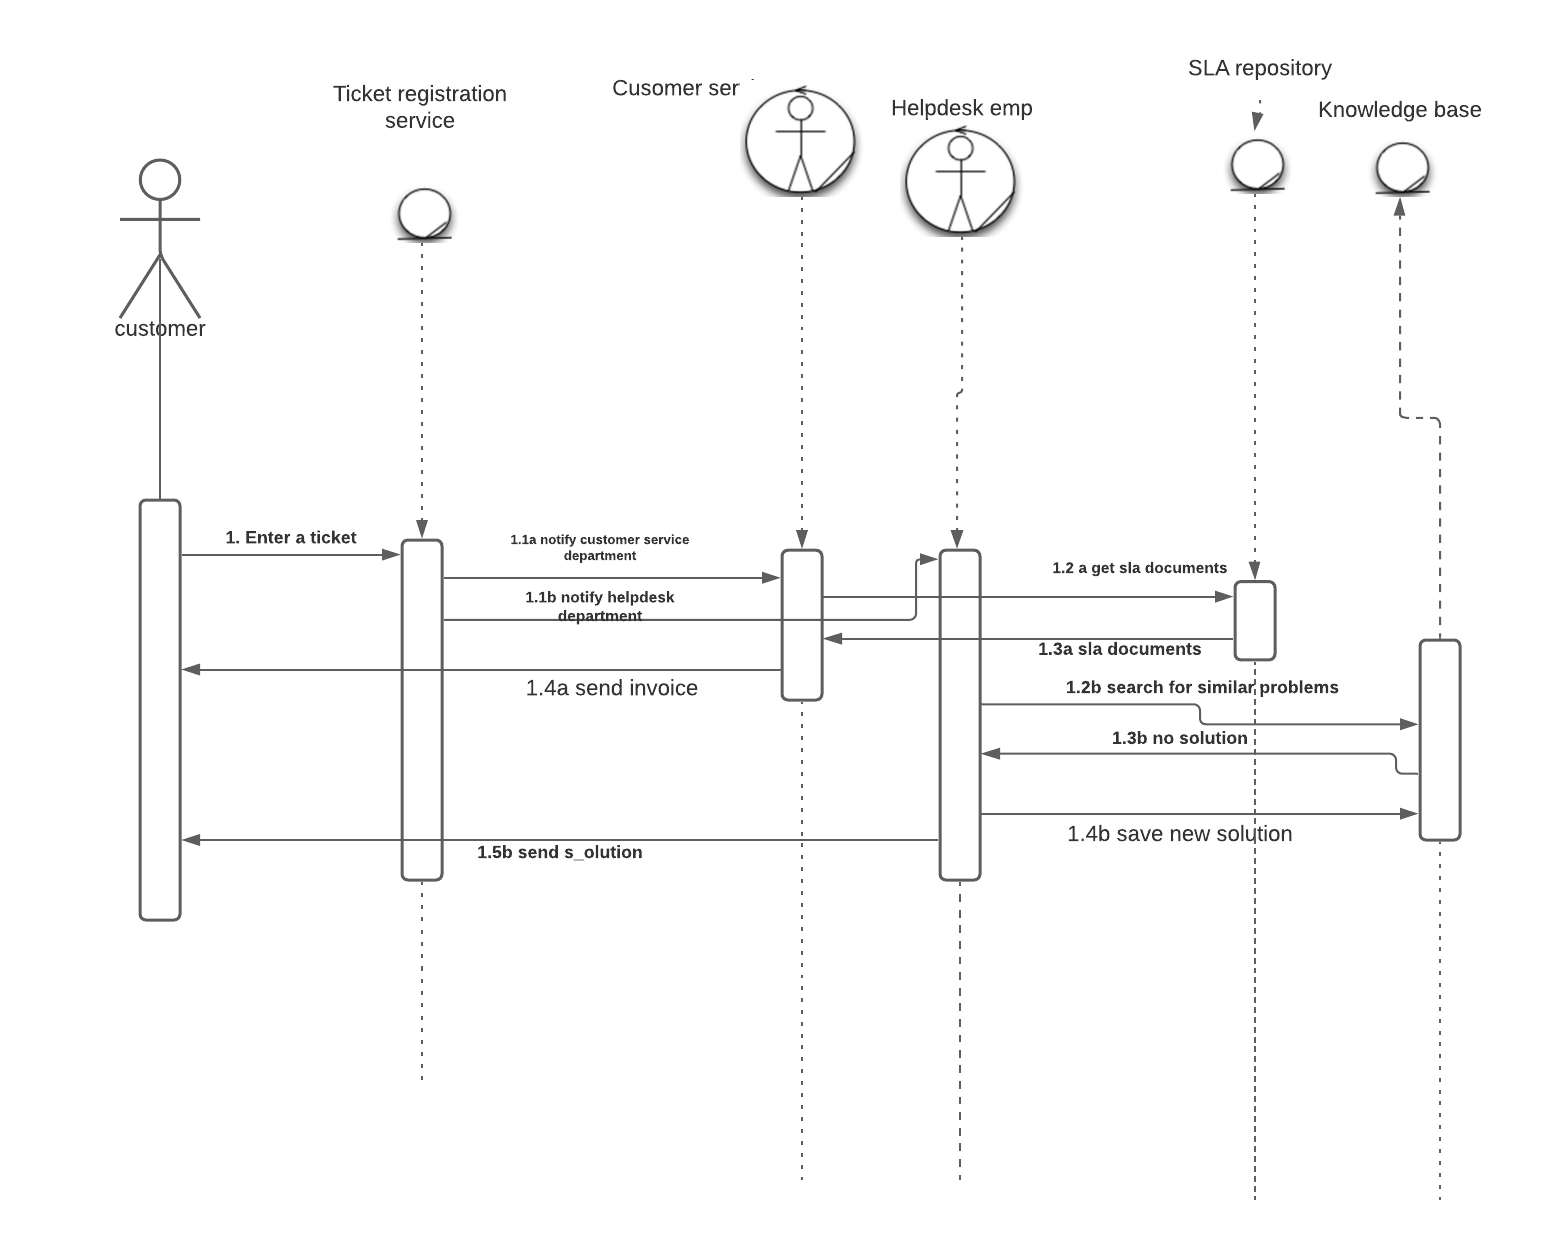 SLA repository
Ticket registration
service
Cusomer ser
Helpdesk emp
Knowledge base
customer
1. Enter a ticket
1.1a notify customer service
department
1.2 a get sla documents
1.1b notify helpdesk
department
1.3a sla documents
1.4a send invoice
1.2b search for similar problems
1.3b no solution
1.4b save new solution
1.5b send s_olution